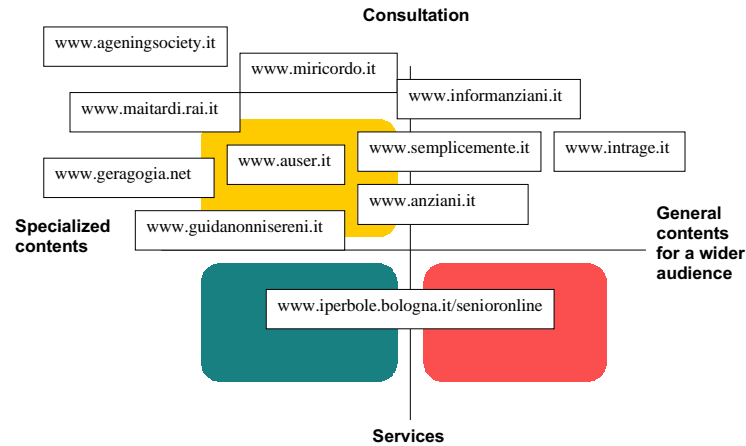 Consultation
www.ageningsociety.it
www.miricordo.it
www.informanziani.it
www.maitardi.rai.it
www.semplicemente.it
www.intrage.it
www.auser.it
www.geragogia.net
www.anziani.it
www.guidanonnisereni.it
Specialized
contents
General
contents
for a wider
audience
www.iperbole.bologna.it/senioronline
Services